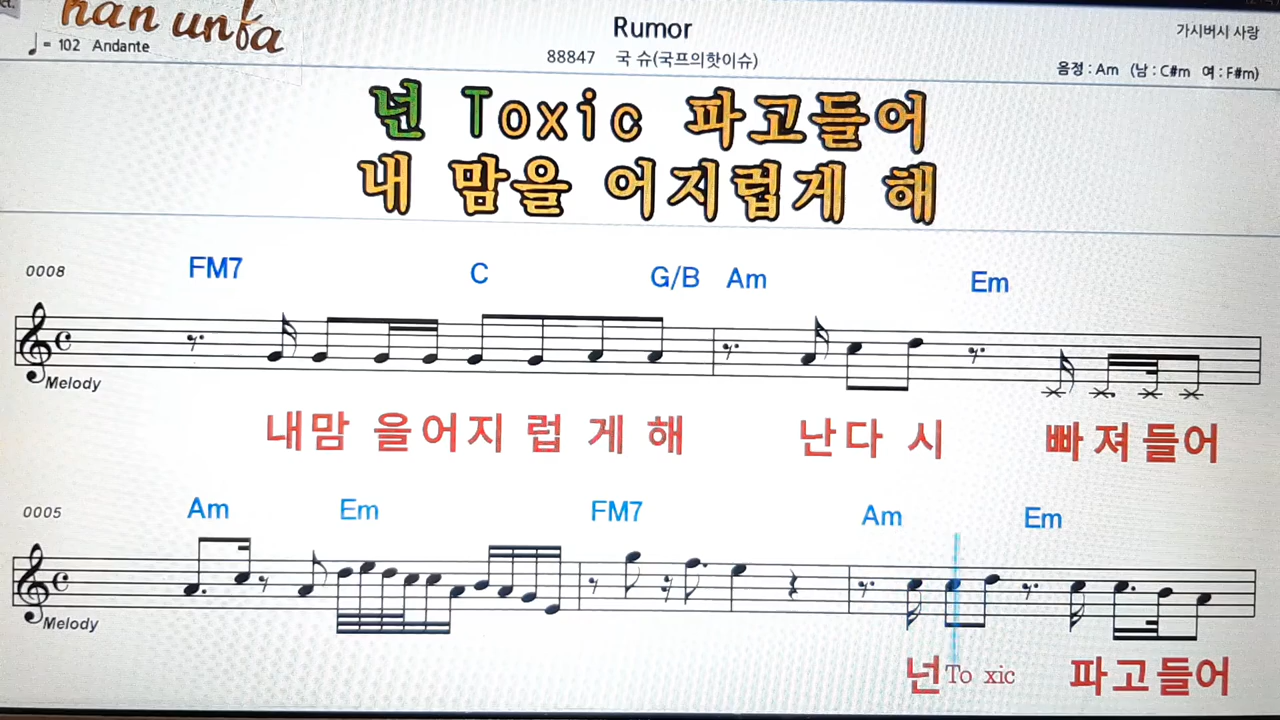 han unfa
Rumor
가시버시 사랑
♩= 102 Andante
88847 국 슈(국프의핫이슈)
음정 : Am (남 : C#m 여 : F#m)
넌 Toxic 파고들어
내 맘을 어지럽게 해
0008 FM7 C G/B Am Em
Melody
내맘 을어지 럽 게 해 난다 시 빠 져 들어
0005 Am Em FM7 Am Em
Melody
넌To xic 파고들어